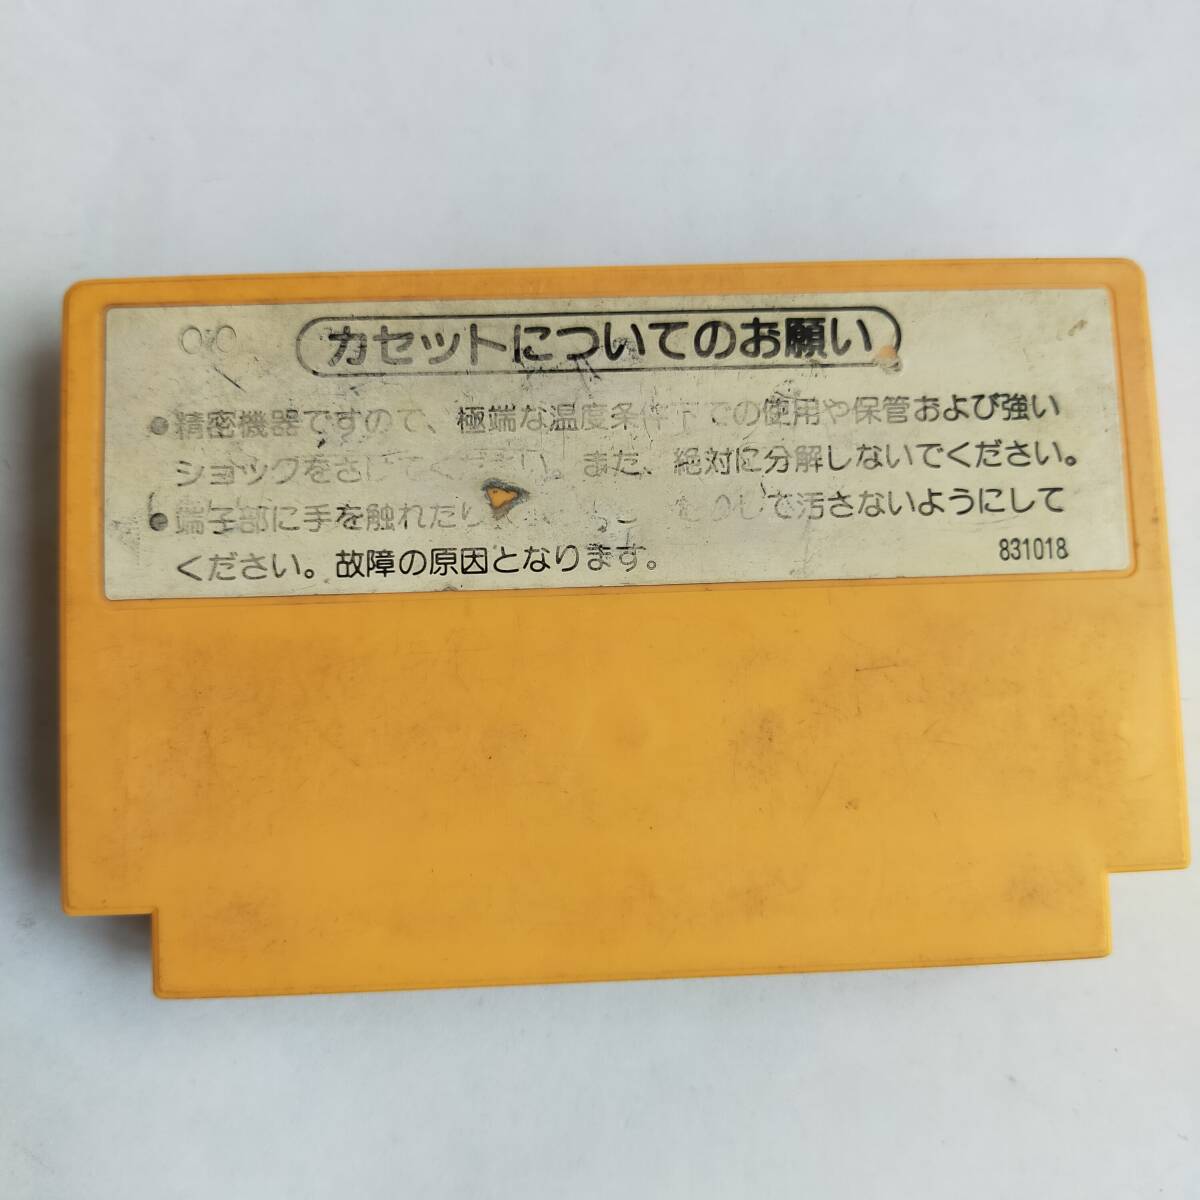 カセットについてのお願い
●精密機器ですので、極端な温度条件下での使用や保管および強い
ショックをさけてください。また、絶対に分解しないでください。
●端子部に手を触れたり して汚さないようにして
ください。故障の原因となります。
831018